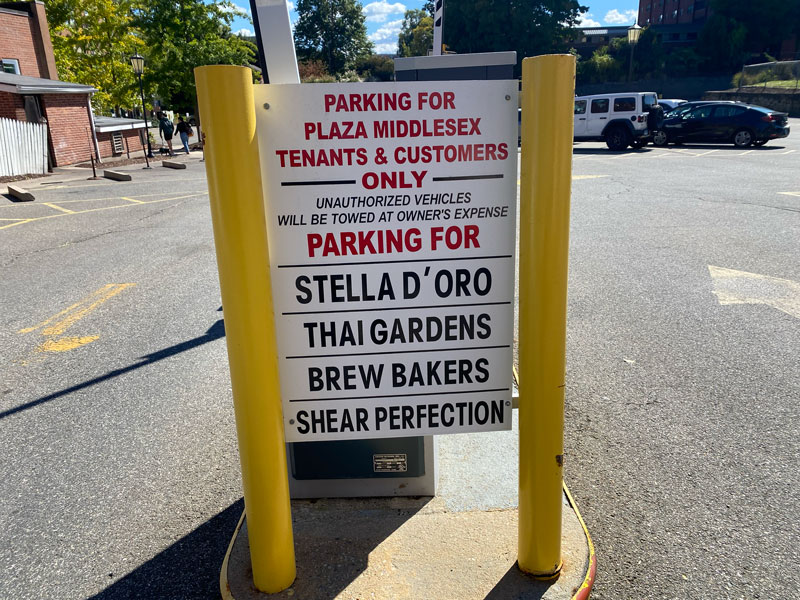 PARKING FOR
PLAZA MIDDLESEX
TENANTS & CUSTOMERS
ONLY
UNAUTHORIZED VEHICLES
WILL BE TOWED AT OWNER'S EXPENSE
PARKING FOR
STELLA D'ORO
THAI GARDENS
BREW BAKERS
SHEAR PERFECTION